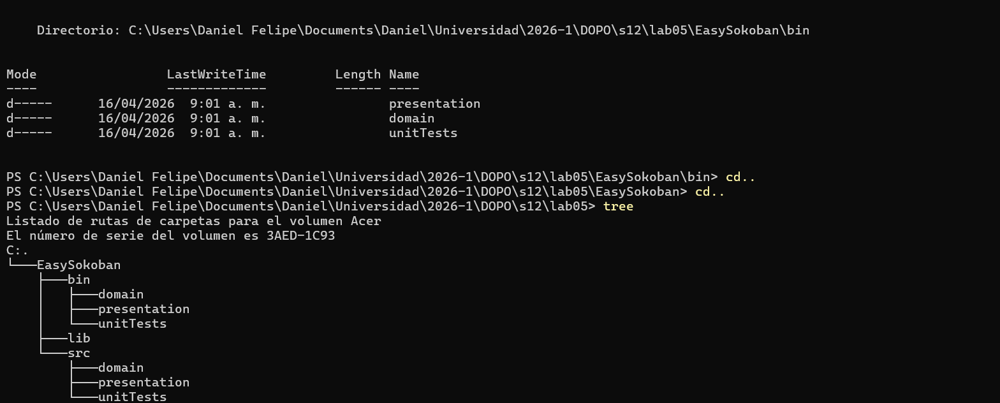 Directorio: C:\Users\Daniel Felipe\Documents\Daniel\Universidad\2026-1\DOPO\s12\lab05\EasySokoban\bin
Mode                 LastWriteTime         Length Name
----                 -------------         ------ ----
d-----      16/04/2026  9:01 a. m.                presentation
d-----      16/04/2026  9:01 a. m.                domain
d-----      16/04/2026  9:01 a. m.                unitTests
PS C:\Users\Daniel Felipe\Documents\Daniel\Universidad\2026-1\DOPO\s12\lab05\EasySokoban\bin> cd..
PS C:\Users\Daniel Felipe\Documents\Daniel\Universidad\2026-1\DOPO\s12\lab05\EasySokoban> cd..
PS C:\Users\Daniel Felipe\Documents\Daniel\Universidad\2026-1\DOPO\s12\lab05> tree
Listado de rutas de carpetas para el volumen Acer
El número de serie del volumen es 3AED-1C93
C:.
└───EasySokoban
    ├───bin
    │   ├───domain
    │   ├───presentation
    │   └───unitTests
    ├───lib
    └───src
        ├───domain
        ├───presentation
        └───unitTests